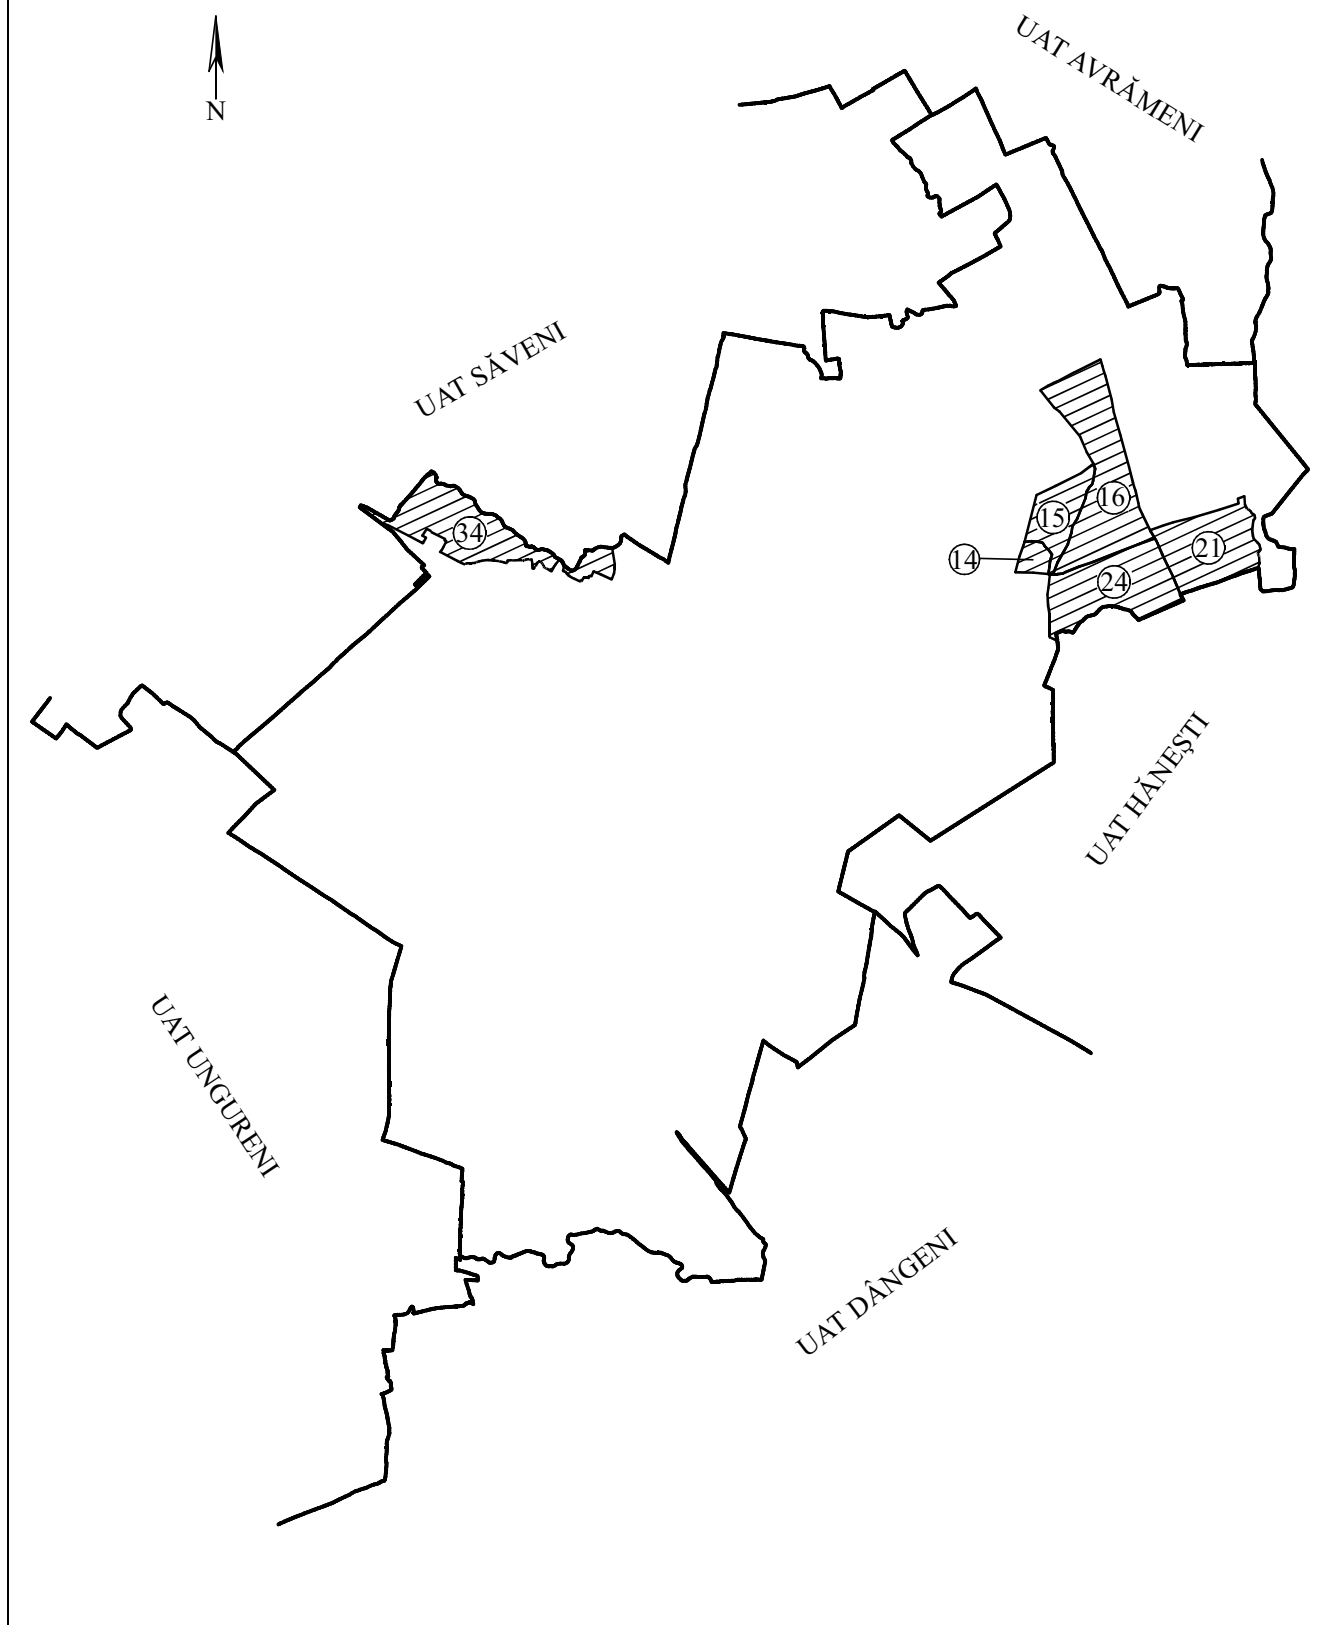 N
UAT AVRĂMENI
UAT SĂVENI
16
15
34
21
14
24
UAT HĂNEŞTI
UAT UNGURENI
UAT DÂNGENI